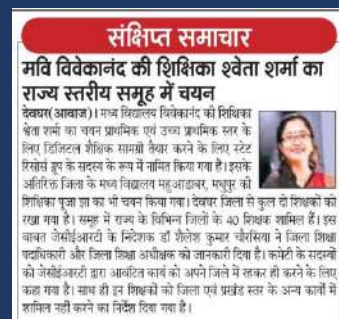 संक्षिप्त समाचार
मवि विवेकानंद की शिक्षिका श्वेता शर्मा का
राज्य स्तरीय समूह में चयन
देवघर(आवाज)। मध्य विद्यालय विवेकानंद की शिक्षिका
श्वेता शर्मा का चयन प्राथमिक एवं उच्च प्राथमिक स्तर के
लिए डिजिटल शैक्षिक सामग्री तैयार करने के लिए स्टेट
रिसोर्स ग्रुप के सदस्य के रूप में नामित किया गया है। इसके
अतिरिक्त जिला के मध्य विद्यालय महुआडाबर, मधुपुर की
शिक्षिका पूजा झा का भी चयन किया गया। देवघर जिला से कुल दो शिक्षकों को
रखा गया है। समूह में राज्य के विभिन्न जिलों के 40 शिक्षक शामिल हैं। इस
बाबत जेसीईआरटी के निदेशक डॉ शैलेश कुमार चौरसिया ने जिला शिक्षा
पदाधिकारी और जिला शिक्षा अधीक्षक को जानकारी दिया है। कमेटी के सदस्यों
को जेसीईआरटी द्वारा आवंटित कार्य को अपने जिले में रहकर ही करने के लिए
कहा गया है। साथ ही इन शिक्षकों को जिला एवं प्रखंड स्तर के अन्य कार्यों में
शामिल नहीं करने का निर्देश दिया गया है।